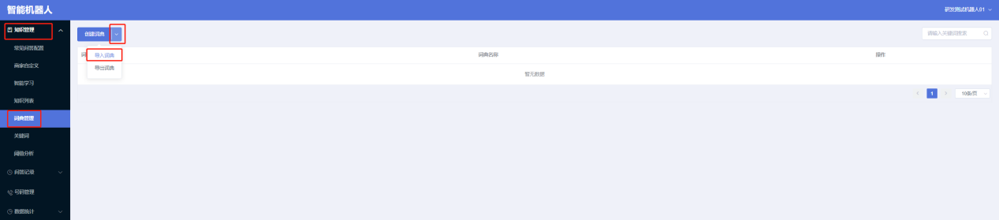 智能机器人
研发测试机器人01
知识管理
创建词典
请输入关键词搜索
常见问答配置
导入词典
词典名称
操作
商家自定义
导出词典
暂无数据
智能学习
知识列表
1
10条/页
词典管理
关键词
阈值分析
问答记录
号码管理
数据统计